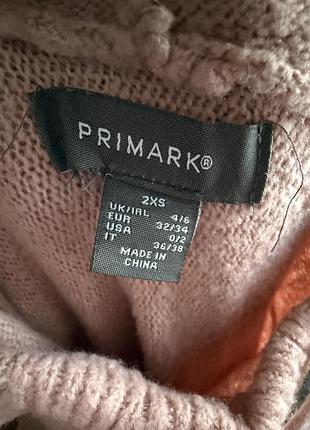 PRIMARK®
2XS
UK/IRL 4/6
EUR 32/34
USA 0/2
IT 36/38
MADE IN
CHINA